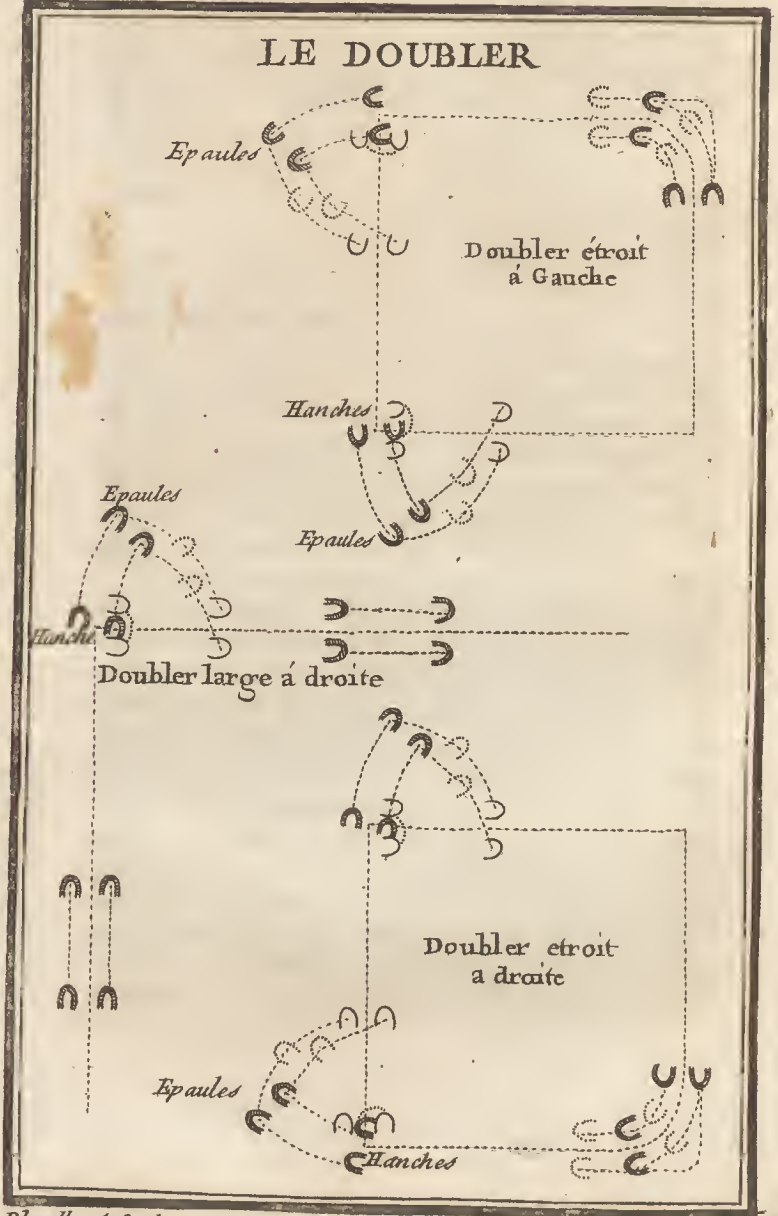 LE DOUBLER
Epaules
Doubler étroit
á Gauche
Hanches
Epaules
Epaules
Hanche
Doubler large á droite
Doubler etroit
a droite
Epaules
Hanches